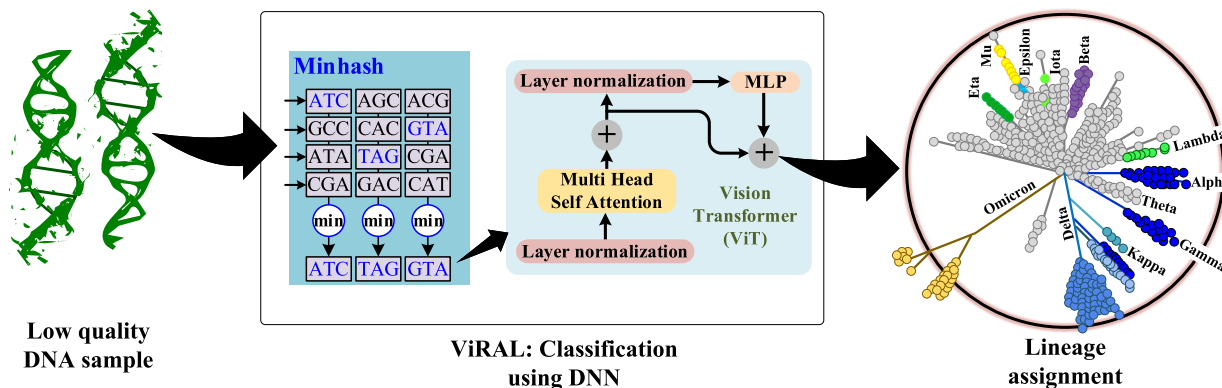 Low quality
DNA sample
Minhash
ATC AGC ACG
GCC CAC GTA
ATA TAG CGA
CGA GAC CAT
min min min
ATC TAG GTA
Layer normalization
MLP
+
+
Multi Head
Self Attention
Layer normalization
Vision
Transformer
(ViT)
ViRAL: Classification
using DNN
Eta
Mu
Epsilon
Iota
Beta
Lambda
Alph
Theta
Gamma
Kappa
Delta
Omicron
Lineage
assignment